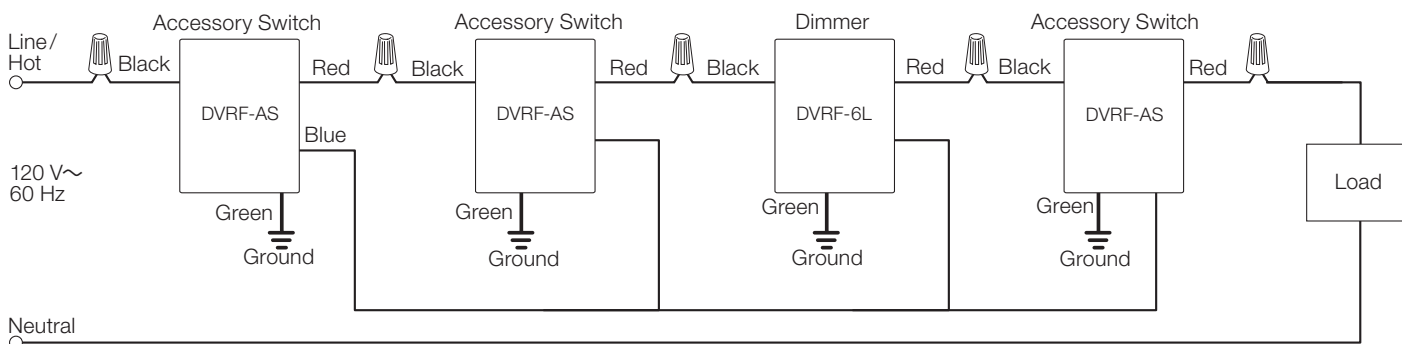 Accessory Switch
Accessory Switch
Dimmer
Accessory Switch
Line/
Hot
Black
Red
Black
Red
Black
Red
Black
Red
DVRF-AS
DVRF-AS
DVRF-6L
DVRF-AS
Blue
120 V~
60 Hz
Load
Green
Green
Green
Green
Ground
Ground
Ground
Ground
Neutral